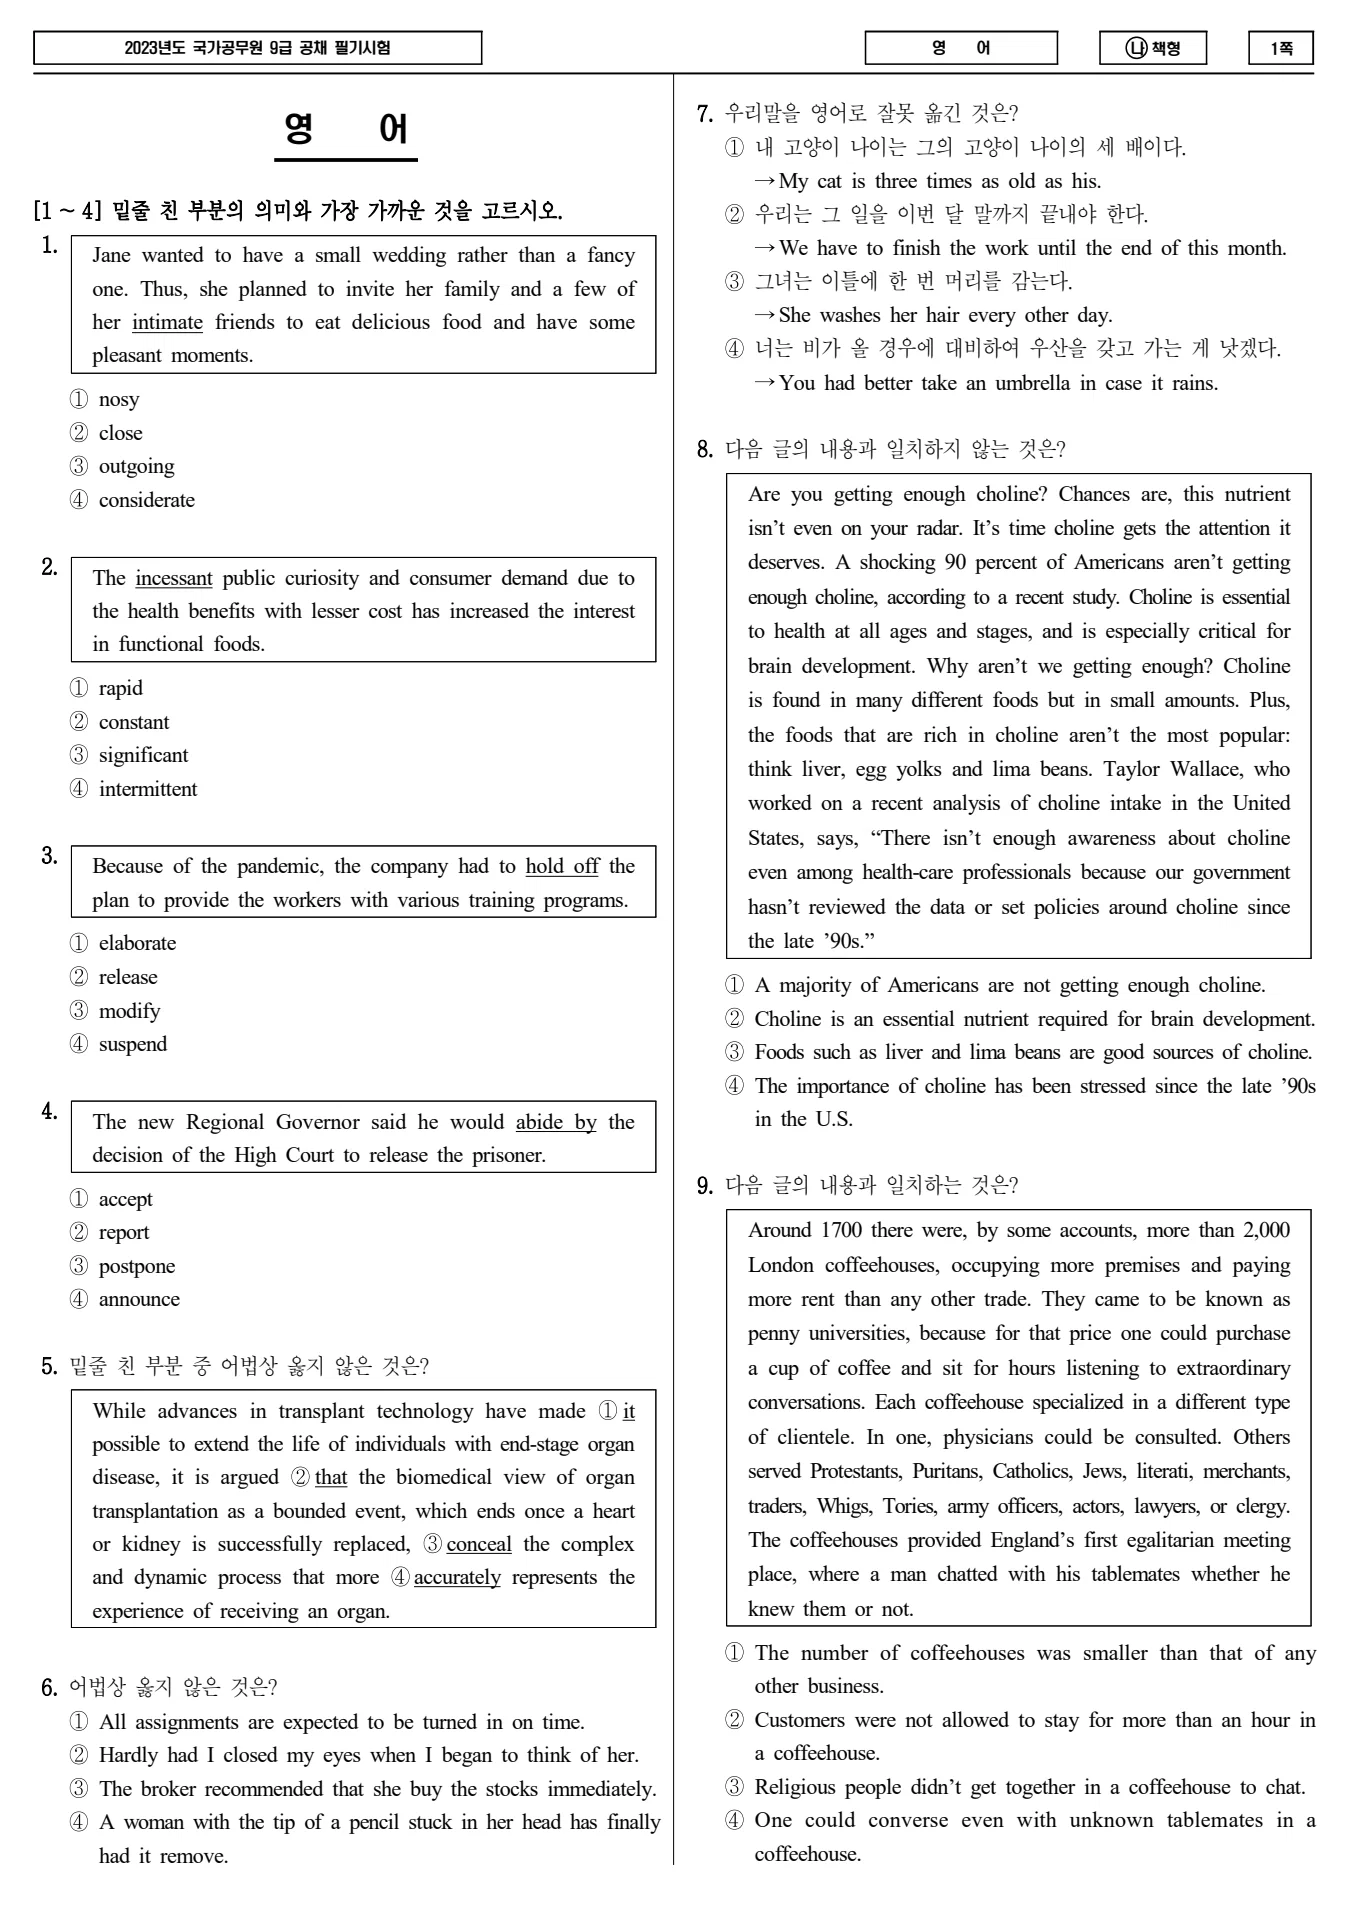 2023년도 국가공무원 9급 공채 필기시험
영 어
㉯ 책형
1쪽
영 어
[1 ~ 4] 밑줄 친 부분의 의미와 가장 가까운 것을 고르시오.
1.
Jane wanted to have a small wedding rather than a fancy
one. Thus, she planned to invite her family and a few of
her intimate friends to eat delicious food and have some
pleasant moments.
① nosy
② close
③ outgoing
④ considerate
2.
The incessant public curiosity and consumer demand due to
the health benefits with lesser cost has increased the interest
in functional foods.
① rapid
② constant
③ significant
④ intermittent
3.
Because of the pandemic, the company had to hold off the
plan to provide the workers with various training programs.
① elaborate
② release
③ modify
④ suspend
4.
The new Regional Governor said he would abide by the
decision of the High Court to release the prisoner.
① accept
② report
③ postpone
④ announce
5. 밑줄 친 부분 중 어법상 옳지 않은 것은?
While advances in transplant technology have made ① it
possible to extend the life of individuals with end-stage organ
disease, it is argued ② that the biomedical view of organ
transplantation as a bounded event, which ends once a heart
or kidney is successfully replaced, ③ conceal the complex
and dynamic process that more ④ accurately represents the
experience of receiving an organ.
6. 어법상 옳지 않은 것은?
① All assignments are expected to be turned in on time.
② Hardly had I closed my eyes when I began to think of her.
③ The broker recommended that she buy the stocks immediately.
④ A woman with the tip of a pencil stuck in her head has finally
had it remove.
7. 우리말을 영어로 잘못 옮긴 것은?
① 내 고양이 나이는 그의 고양이 나이의 세 배이다.
→ My cat is three times as old as his.
② 우리는 그 일을 이번 달 말까지 끝내야 한다.
→ We have to finish the work until the end of this month.
③ 그녀는 이틀에 한 번 머리를 감는다.
→ She washes her hair every other day.
④ 너는 비가 올 경우에 대비하여 우산을 갖고 가는 게 낫겠다.
→ You had better take an umbrella in case it rains.
8. 다음 글의 내용과 일치하지 않는 것은?
Are you getting enough choline? Chances are, this nutrient
isn’t even on your radar. It’s time choline gets the attention it
deserves. A shocking 90 percent of Americans aren’t getting
enough choline, according to a recent study. Choline is essential
to health at all ages and stages, and is especially critical for
brain development. Why aren’t we getting enough? Choline
is found in many different foods but in small amounts. Plus,
the foods that are rich in choline aren’t the most popular:
think liver, egg yolks and lima beans. Taylor Wallace, who
worked on a recent analysis of choline intake in the United
States, says, “There isn’t enough awareness about choline
even among health-care professionals because our government
hasn’t reviewed the data or set policies around choline since
the late ’90s.”
① A majority of Americans are not getting enough choline.
② Choline is an essential nutrient required for brain development.
③ Foods such as liver and lima beans are good sources of choline.
④ The importance of choline has been stressed since the late ’90s
in the U.S.
9. 다음 글의 내용과 일치하는 것은?
Around 1700 there were, by some accounts, more than 2,000
London coffeehouses, occupying more premises and paying
more rent than any other trade. They came to be known as
penny universities, because for that price one could purchase
a cup of coffee and sit for hours listening to extraordinary
conversations. Each coffeehouse specialized in a different type
of clientele. In one, physicians could be consulted. Others
served Protestants, Puritans, Catholics, Jews, literati, merchants,
traders, Whigs, Tories, army officers, actors, lawyers, or clergy.
The coffeehouses provided England’s first egalitarian meeting
place, where a man chatted with his tablemates whether he
knew them or not.
① The number of coffeehouses was smaller than that of any
other business.
② Customers were not allowed to stay for more than an hour in
a coffeehouse.
③ Religious people didn’t get together in a coffeehouse to chat.
④ One could converse even with unknown tablemates in a
coffeehouse.